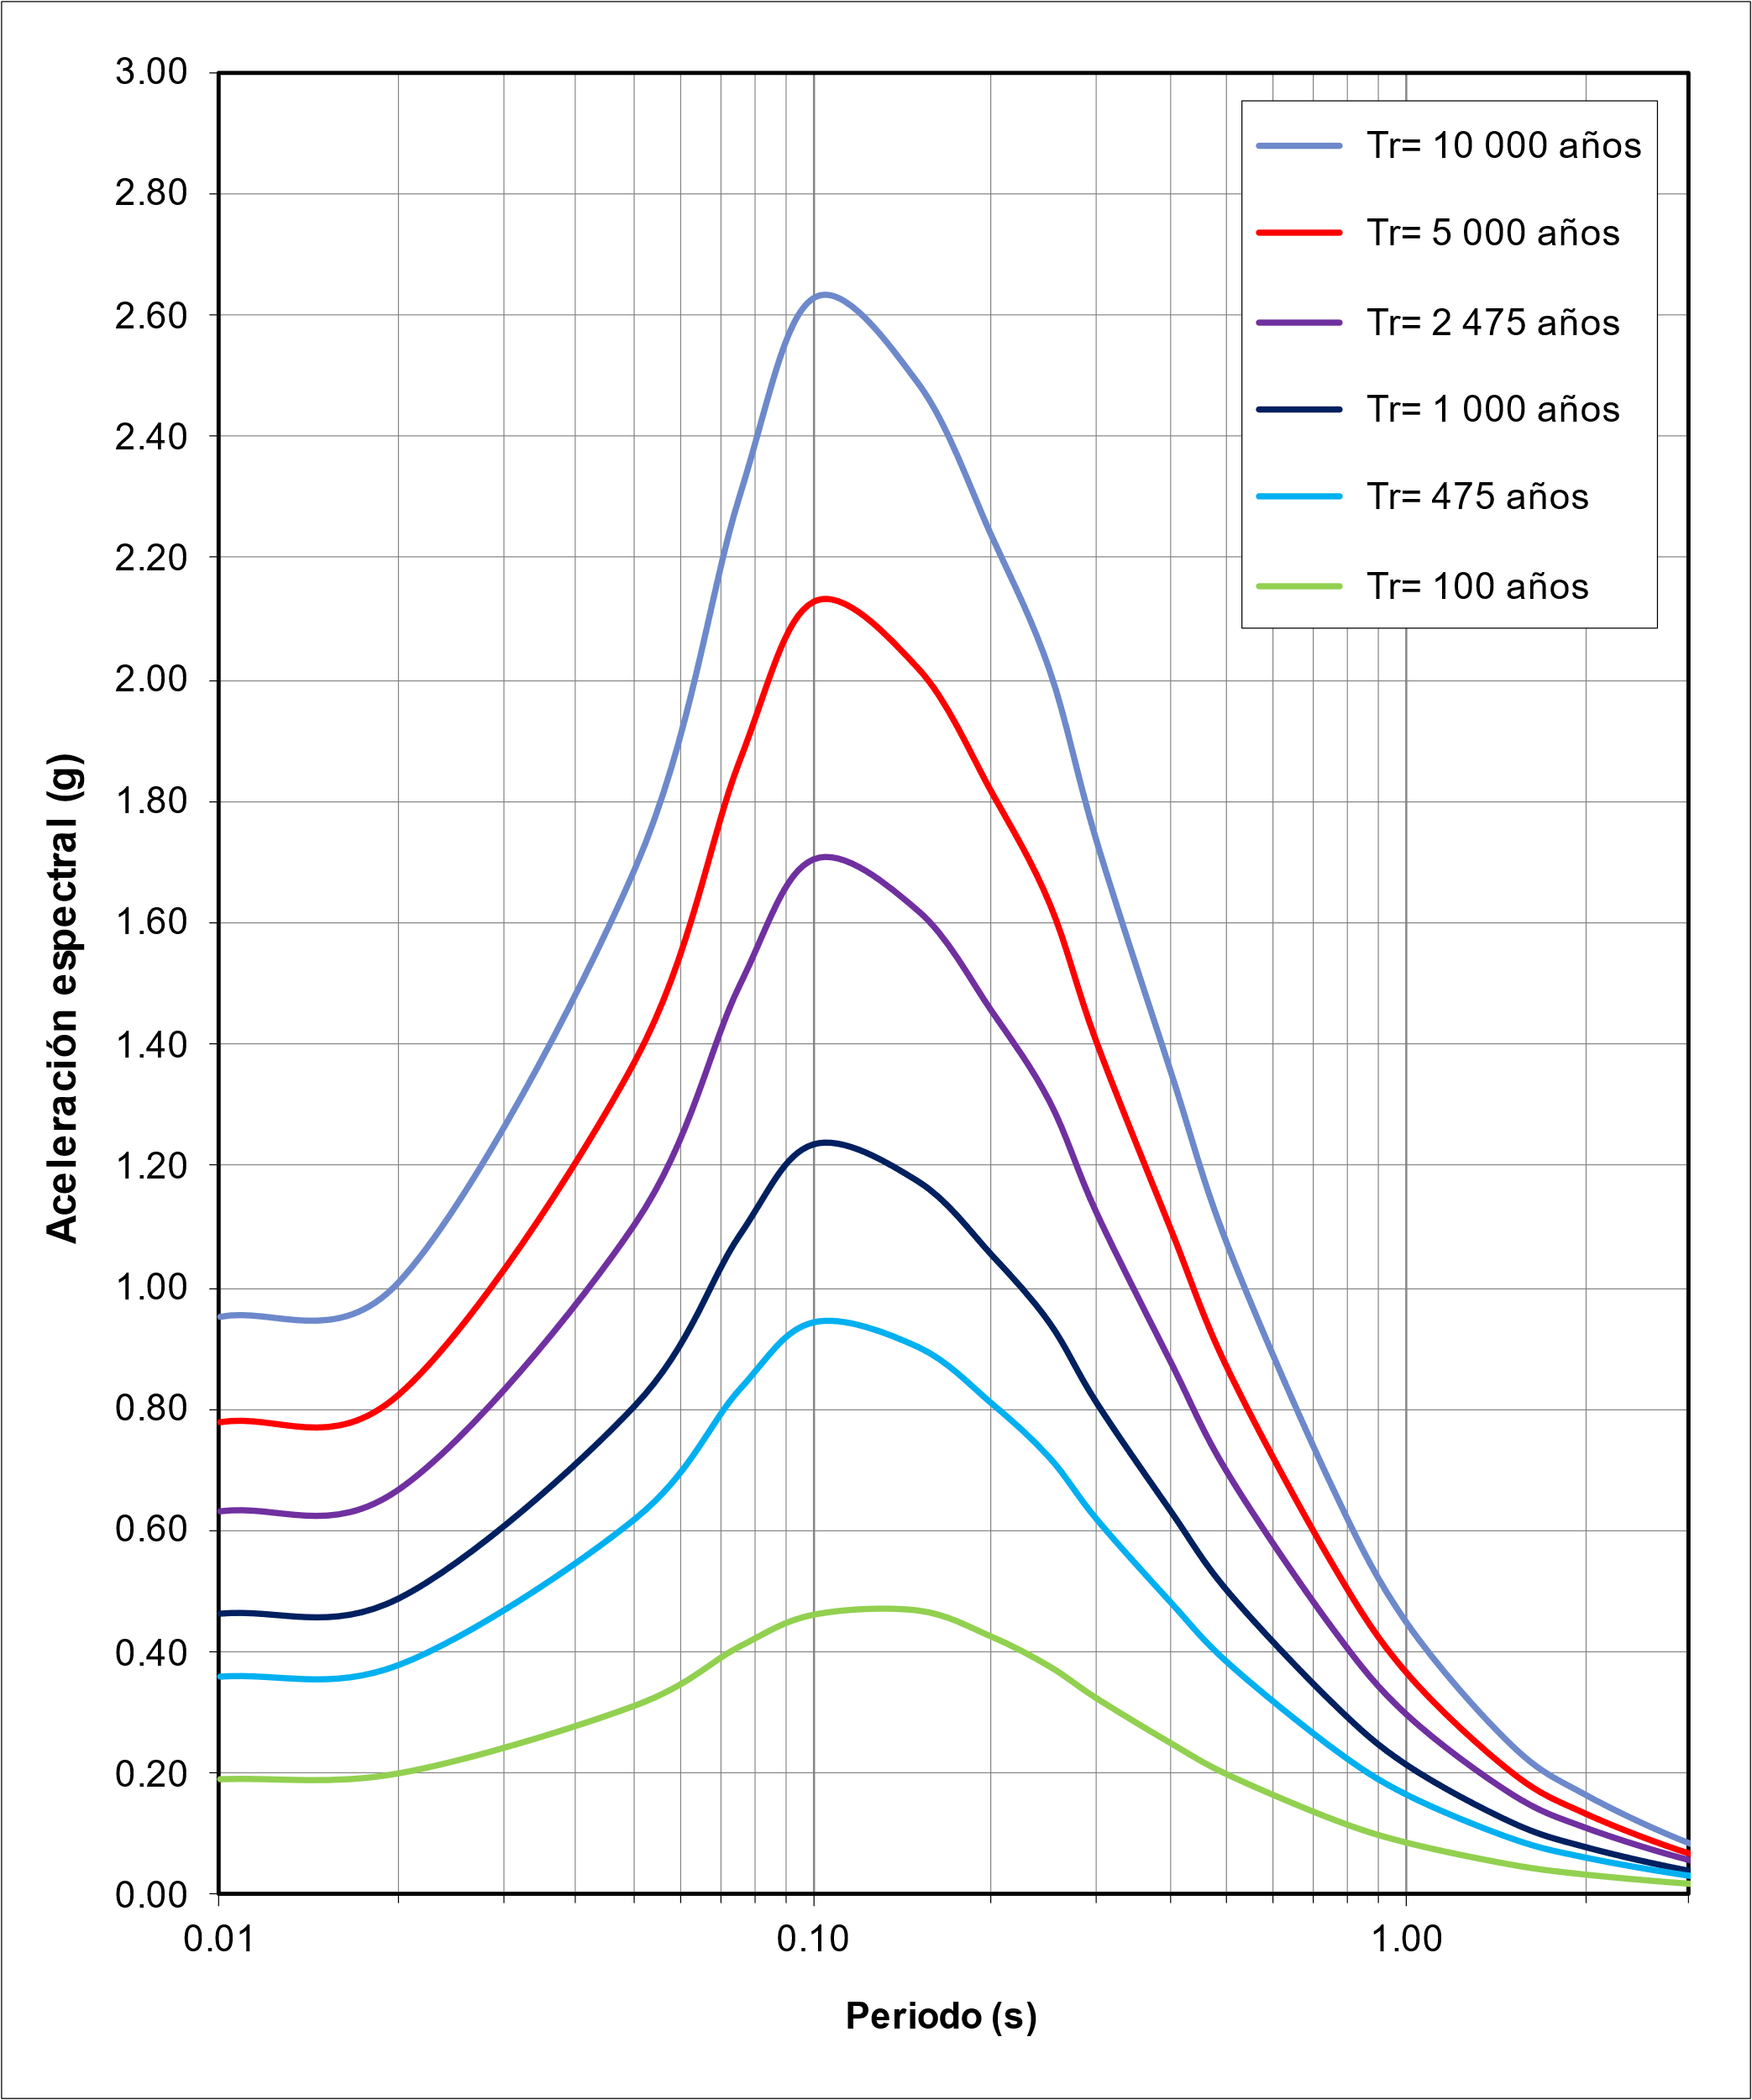 3.00
2.80
2.60
2.40
2.20
2.00
1.80
1.60
1.40
1.20
1.00
0.80
0.60
0.40
0.20
0.00
Aceleración espectral (g)
Tr= 10 000 años
Tr= 5 000 años
Tr= 2 475 años
Tr= 1 000 años
Tr= 475 años
Tr= 100 años
0.01 0.10 1.00
Periodo (s)